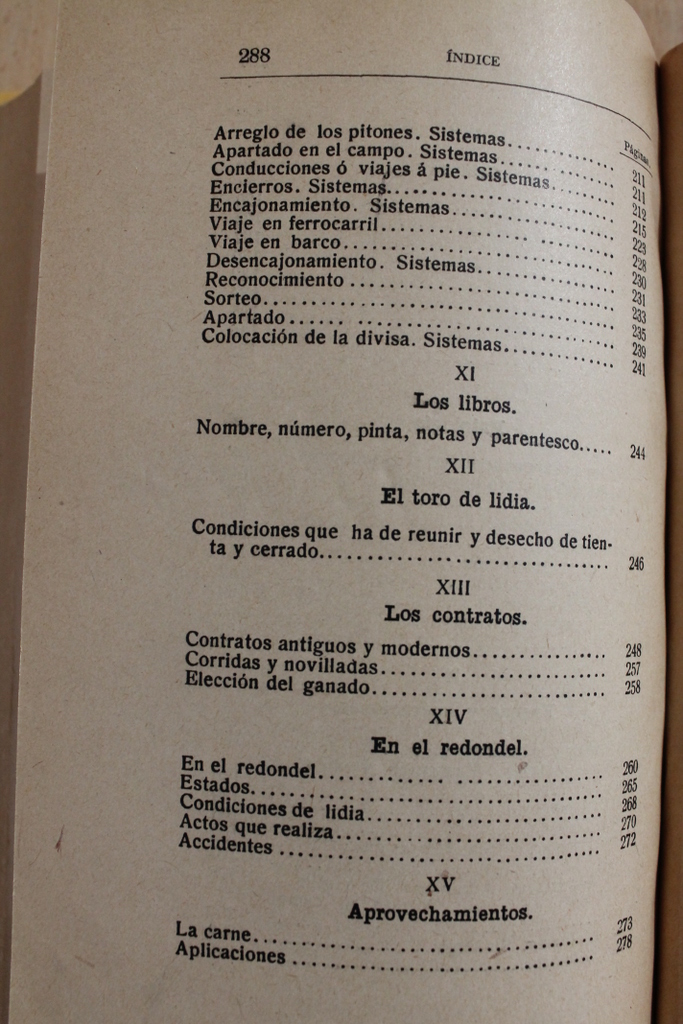 288 ÍNDICE
Páginas
Arreglo de los pitones. Sistemas............. 211
Apartado en el campo. Sistemas............. 211
Conducciones ó viajes á pie. Sistemas......... 212
Encierros. Sistemas......................... 215
Encajonamiento. Sistemas.................... 223
Viaje en ferrocarril........................ 228
Viaje en barco.............................. 230
Desencajonamiento. Sistemas................. 231
Reconocimiento ............................. 233
Sorteo...................................... 235
Apartado...... ............................. 239
Colocación de la divisa. Sistemas........... 241
XI
Los libros.
Nombre, número, pinta, notas y parentesco..... 244
XII
El toro de lidia.
Condiciones que ha de reunir y desecho de tien-
ta y cerrado................................ 246
XIII
Los contratos.
Contratos antiguos y modernos............... 248
Corridas y novilladas....................... 257
Elección del ganado......................... 258
XIV
En el redondel.
En el redondel.............................. 260
Estados..................................... 265
Condiciones de lidia........................ 268
Actos que realiza........................... 270
Accidentes ................................. 272
XV
Aprovechamientos.
La carne.................................... 273
Aplicaciones ............................... 278